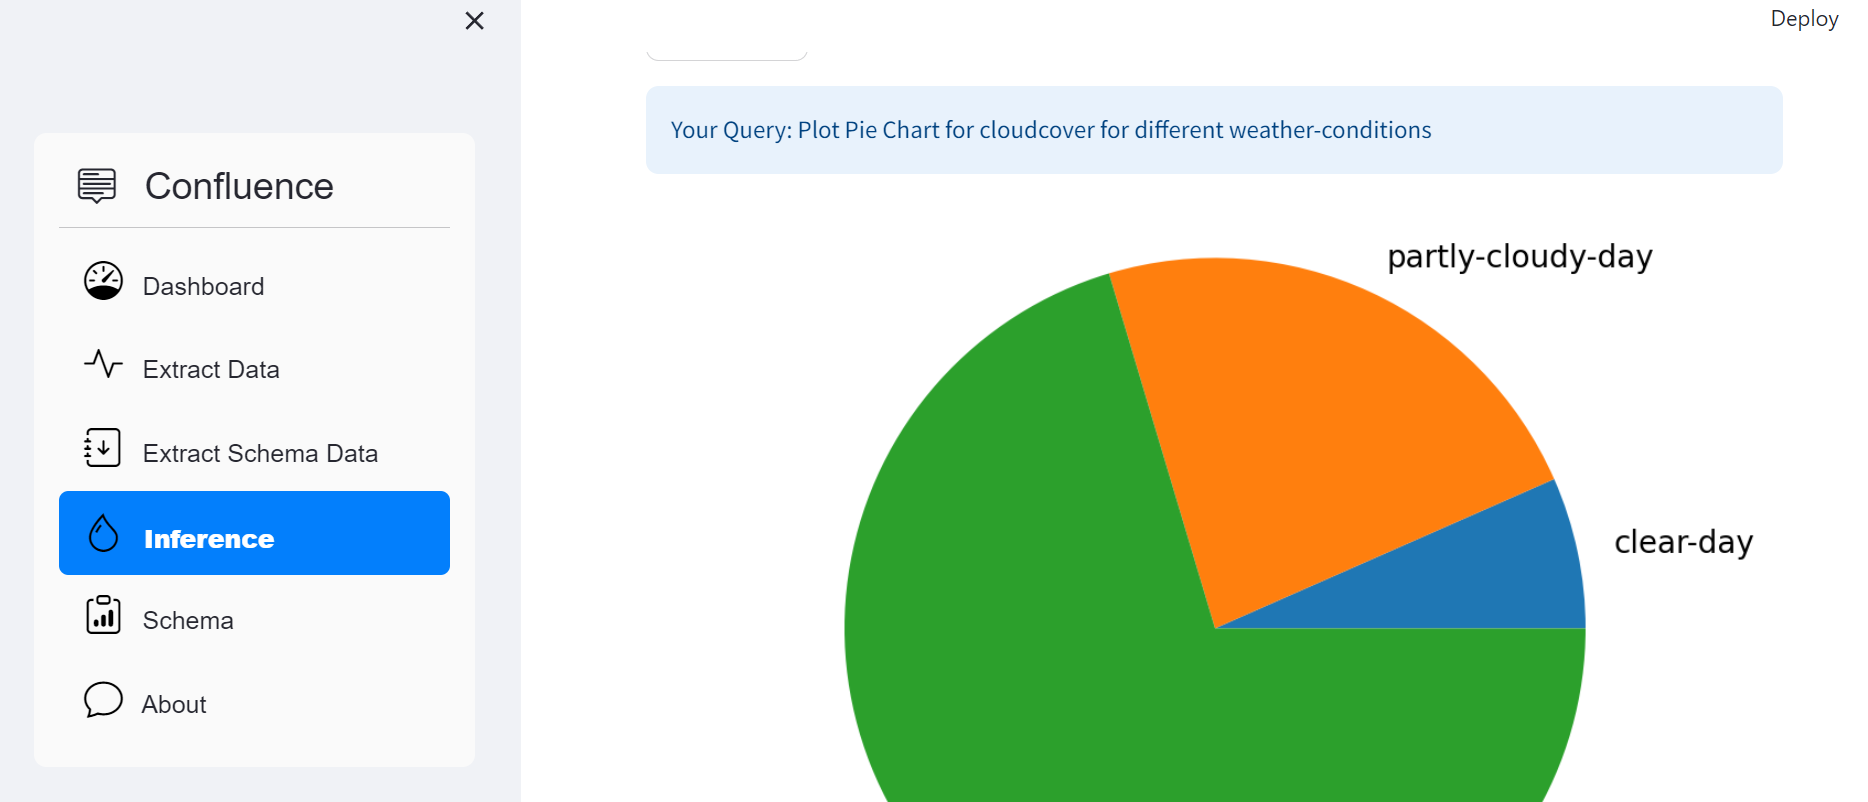 Deploy
Confluence
Dashboard
Extract Data
Extract Schema Data
Inference
Schema
About
Your Query: Plot Pie Chart for cloudcover for different weather-conditions
partly-cloudy-day
clear-day